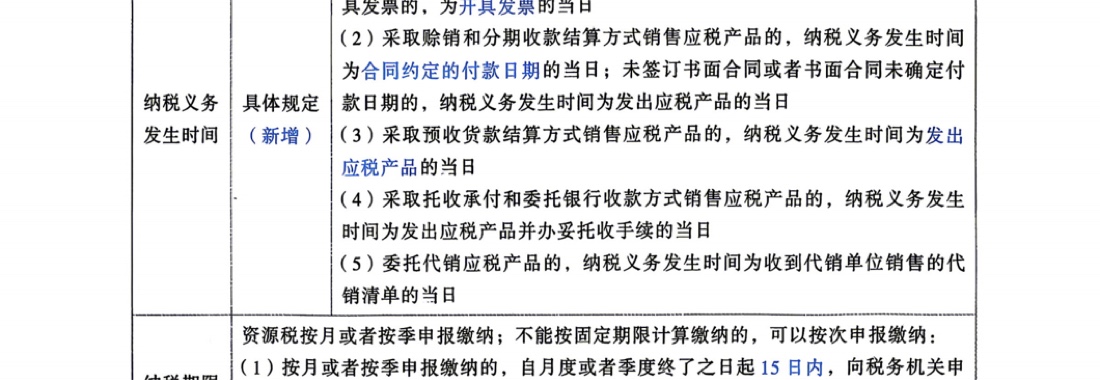 具发票的，为开具发票的当日
（2）采取赊销和分期收款结算方式销售应税产品的，纳税义务发生时间
为合同约定的付款日期的当日；未签订书面合同或者书面合同未确定付
款日期的，纳税义务发生时间为发出应税产品的当日
纳税义务
发生时间
具体规定
（新增）
（3）采取预收货款结算方式销售应税产品的，纳税义务发生时间为发出
应税产品的当日
（4）采取托收承付和委托银行收款方式销售应税产品的，纳税义务发生
时间为发出应税产品并办妥托收手续的当日
（5）委托代销应税产品的，纳税义务发生时间为收到代销单位销售的代
销清单的当日
资源税按月或者按季申报缴纳；不能按固定期限计算缴纳的，可以按次申报缴纳：
（1）按月或者按季申报缴纳的，自月度或者季度终了之日起 15 日内，向税务机关申
纳税期限